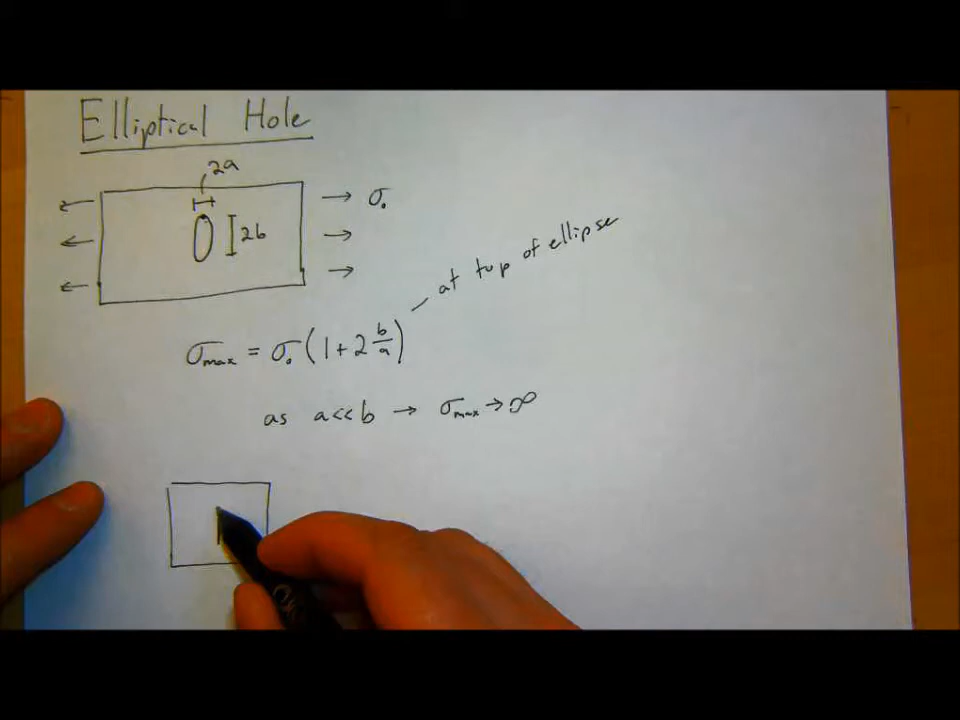 Elliptical Hole
2a
σ₀
2b
at top of ellipse
σmax = σ₀ (1 + 2 b/a)
as a << b → σmax → ∞